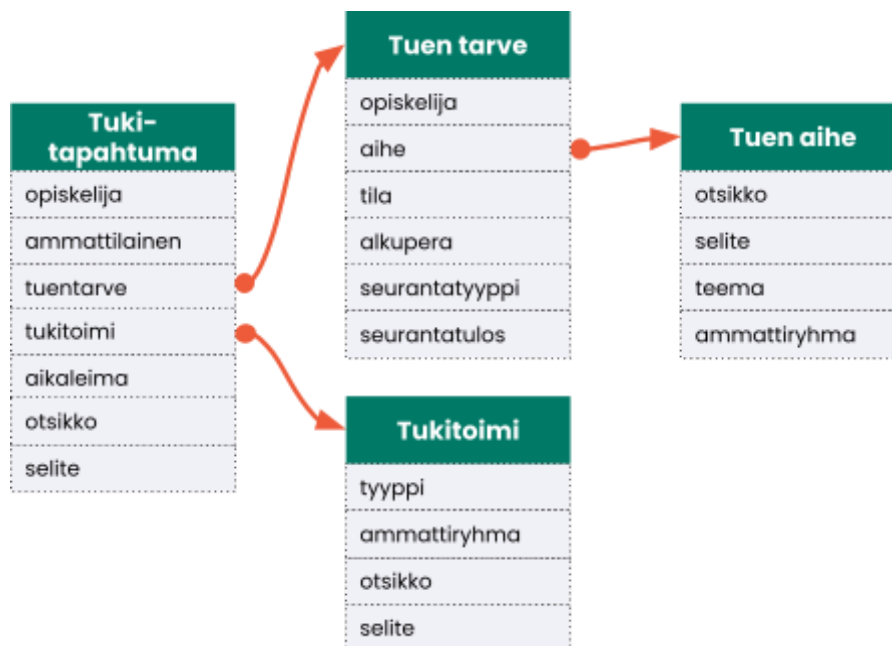 Tuki-
tapahtuma
opiskelija
ammattilainen
tuentarve
tukitoimi
aikaleima
otsikko
selite
Tuen tarve
opiskelija
aihe
tila
alkupera
seurantatyyppi
seurantatulos
Tukitoimi
tyyppi
ammattiryhma
otsikko
selite
Tuen aihe
otsikko
selite
teema
ammattiryhma